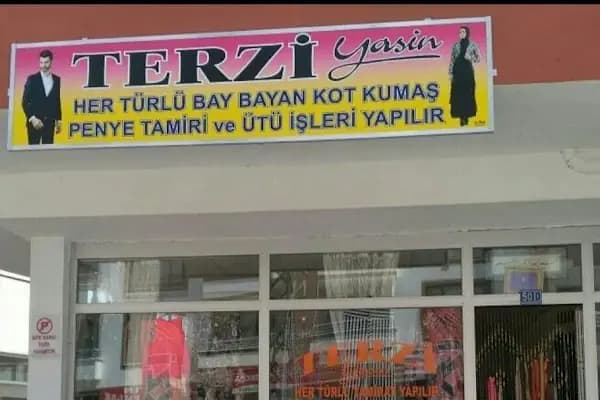 TERZİ yasin
HER TÜRLÜ BAY BAYAN KOT KUMAŞ
PENYE TAMİRİ ve ÜTÜ İŞLERİ YAPILIR
50D
P
TERZİ
HER TÜRLÜ TAMİRAT YAPILIR